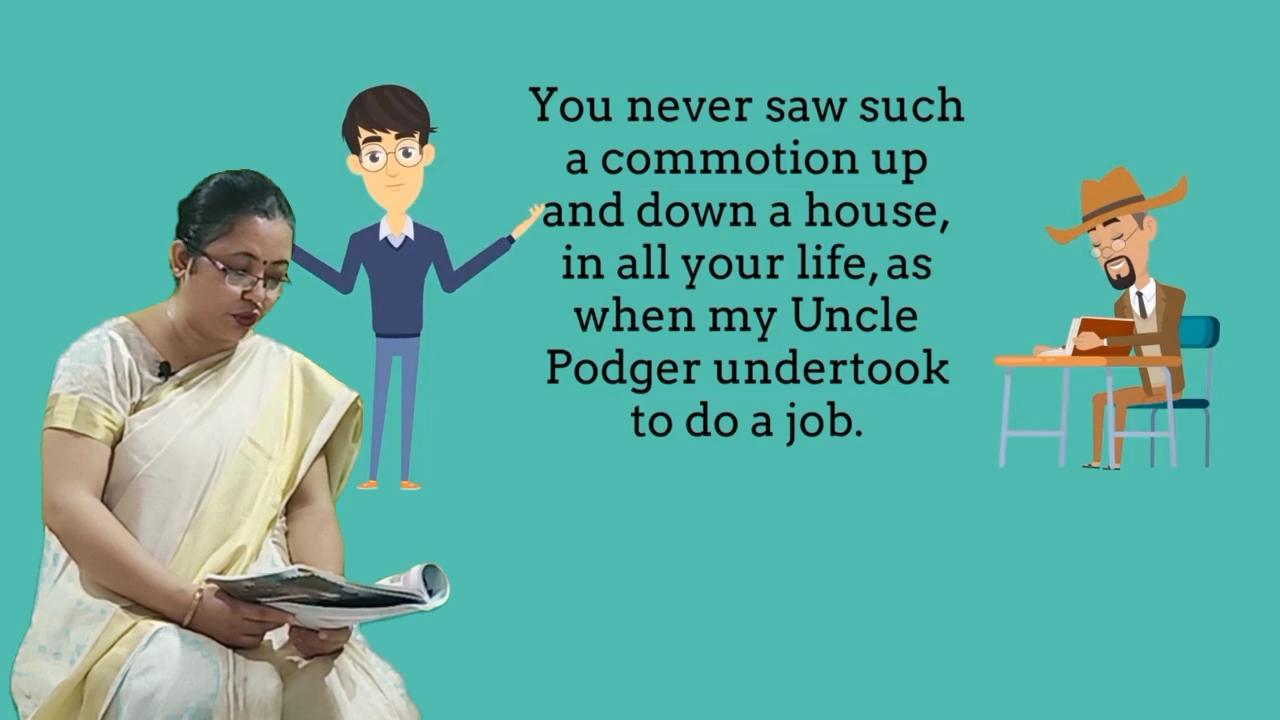 You never saw such
a commotion up
and down a house,
in all your life, as
when my Uncle
Podger undertook
to do a job.